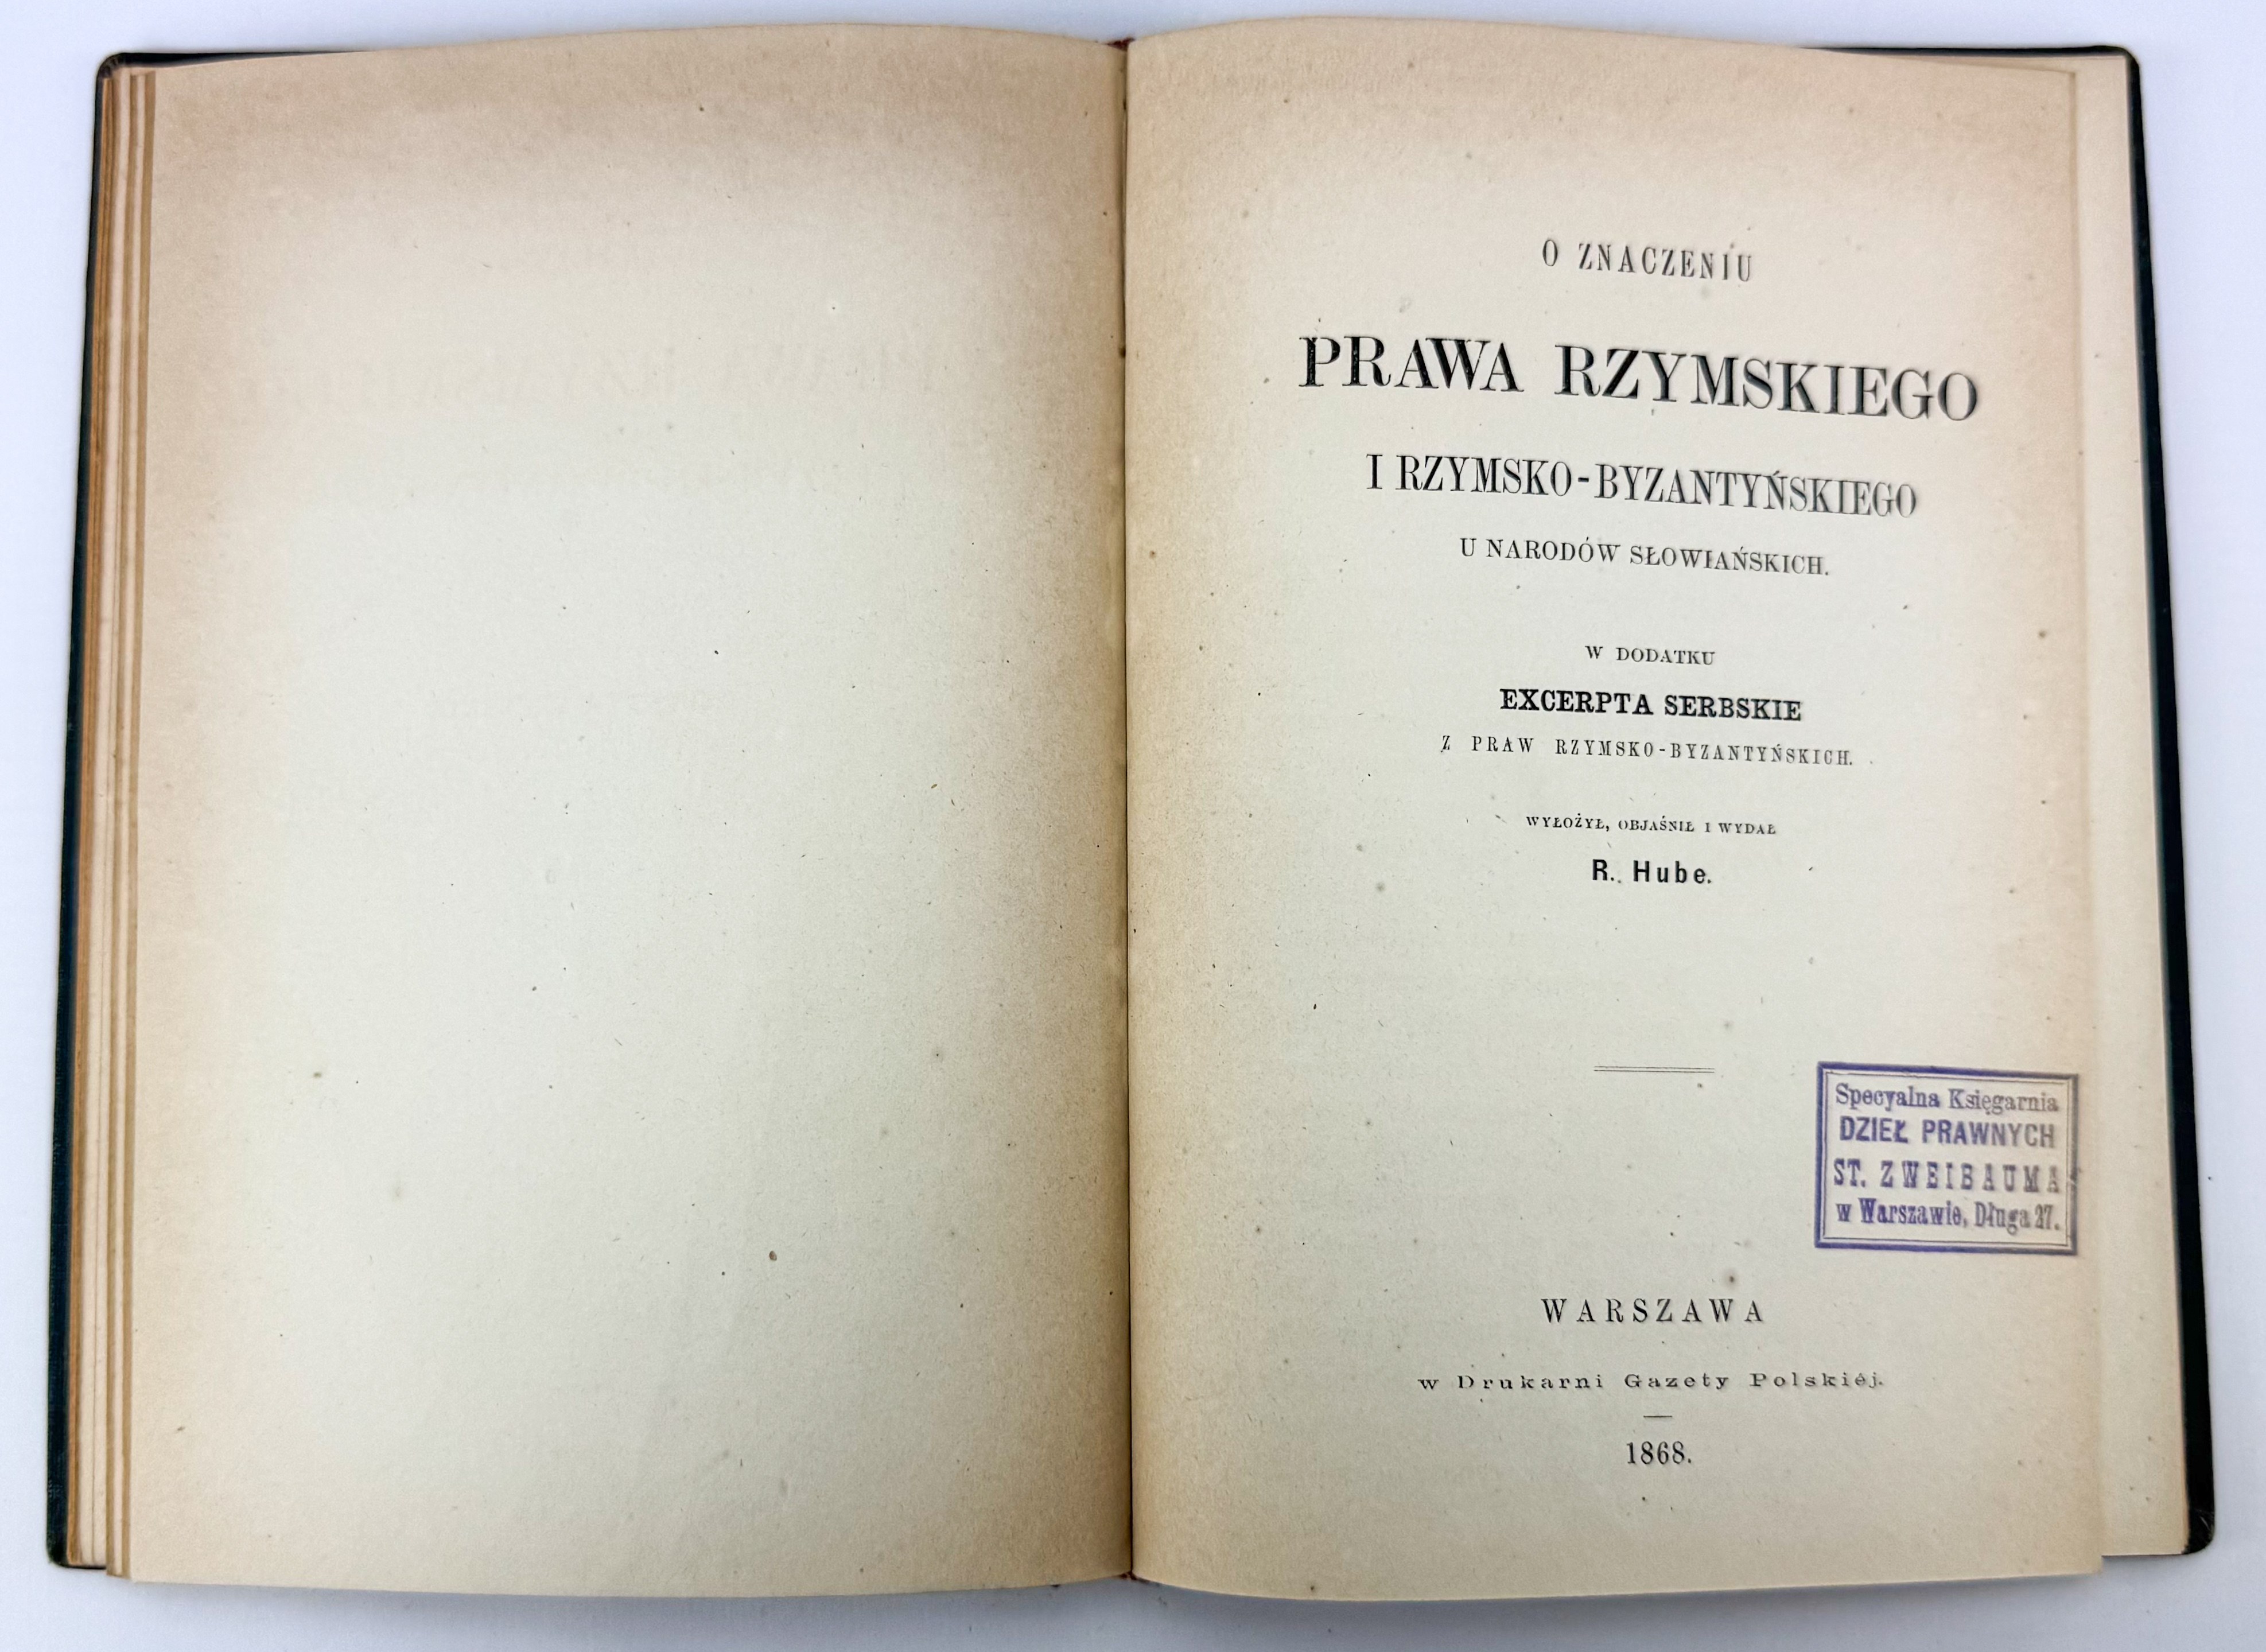 O ZNACZENIU
PRAWA RZYMSKIEGO
I RZYMSKO-BYZANTYŃSKIEGO
U NARODÓW SŁOWIAŃSKICH.
W DODATKU
EXCERPTA SERBSKIE
Z PRAW RZYMSKO-BYZANTYŃSKICH.
WYŁOŻYŁ, OBJAŚNIŁ I WYDAŁ
R. Hube.
Specyalna Księgarnia
DZIEŁ PRAWNYCH
ST. ZWEIBAUMA
w Warszawie, Długa 27.
WARSZAWA
w Drukarni Gazety Polskiéj.
1868.